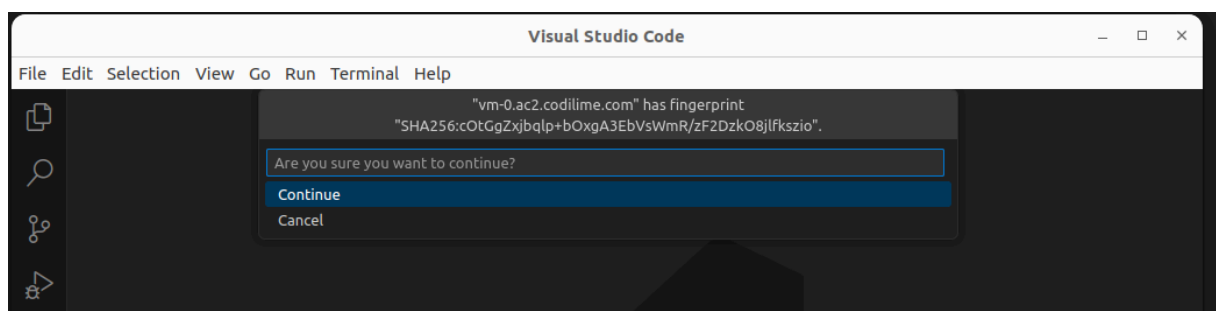 Visual Studio Code
File Edit Selection View Go Run Terminal Help
"vm-0.ac2.codilime.com" has fingerprint
"SHA256:cOtGgZxjbqlp+bOxgA3EbVsWmR/zF2DzkO8jlfkszio".
Are you sure you want to continue?
Continue
Cancel